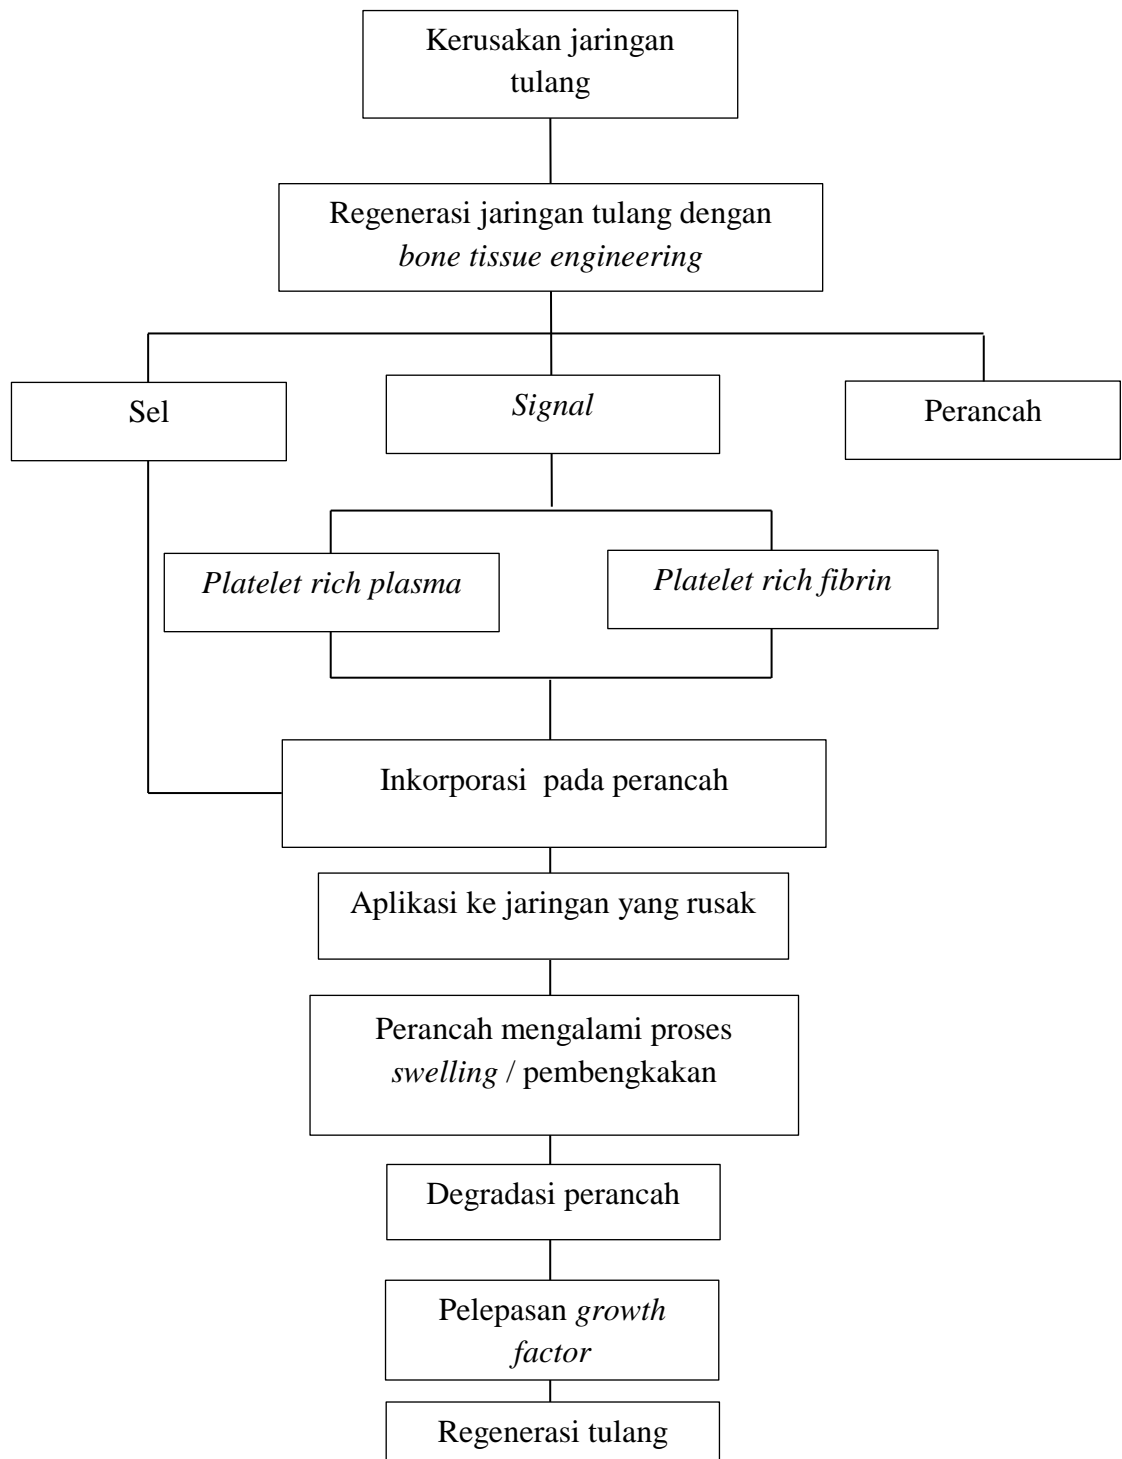 Kerusakan jaringan
tulang
Regenerasi jaringan tulang dengan
bone tissue engineering
Sel
Signal
Perancah
Platelet rich plasma
Platelet rich fibrin
Inkorporasi  pada perancah
Aplikasi ke jaringan yang rusak
Perancah mengalami proses
swelling / pembengkakan
Degradasi perancah
Pelepasan growth
factor
Regenerasi tulang